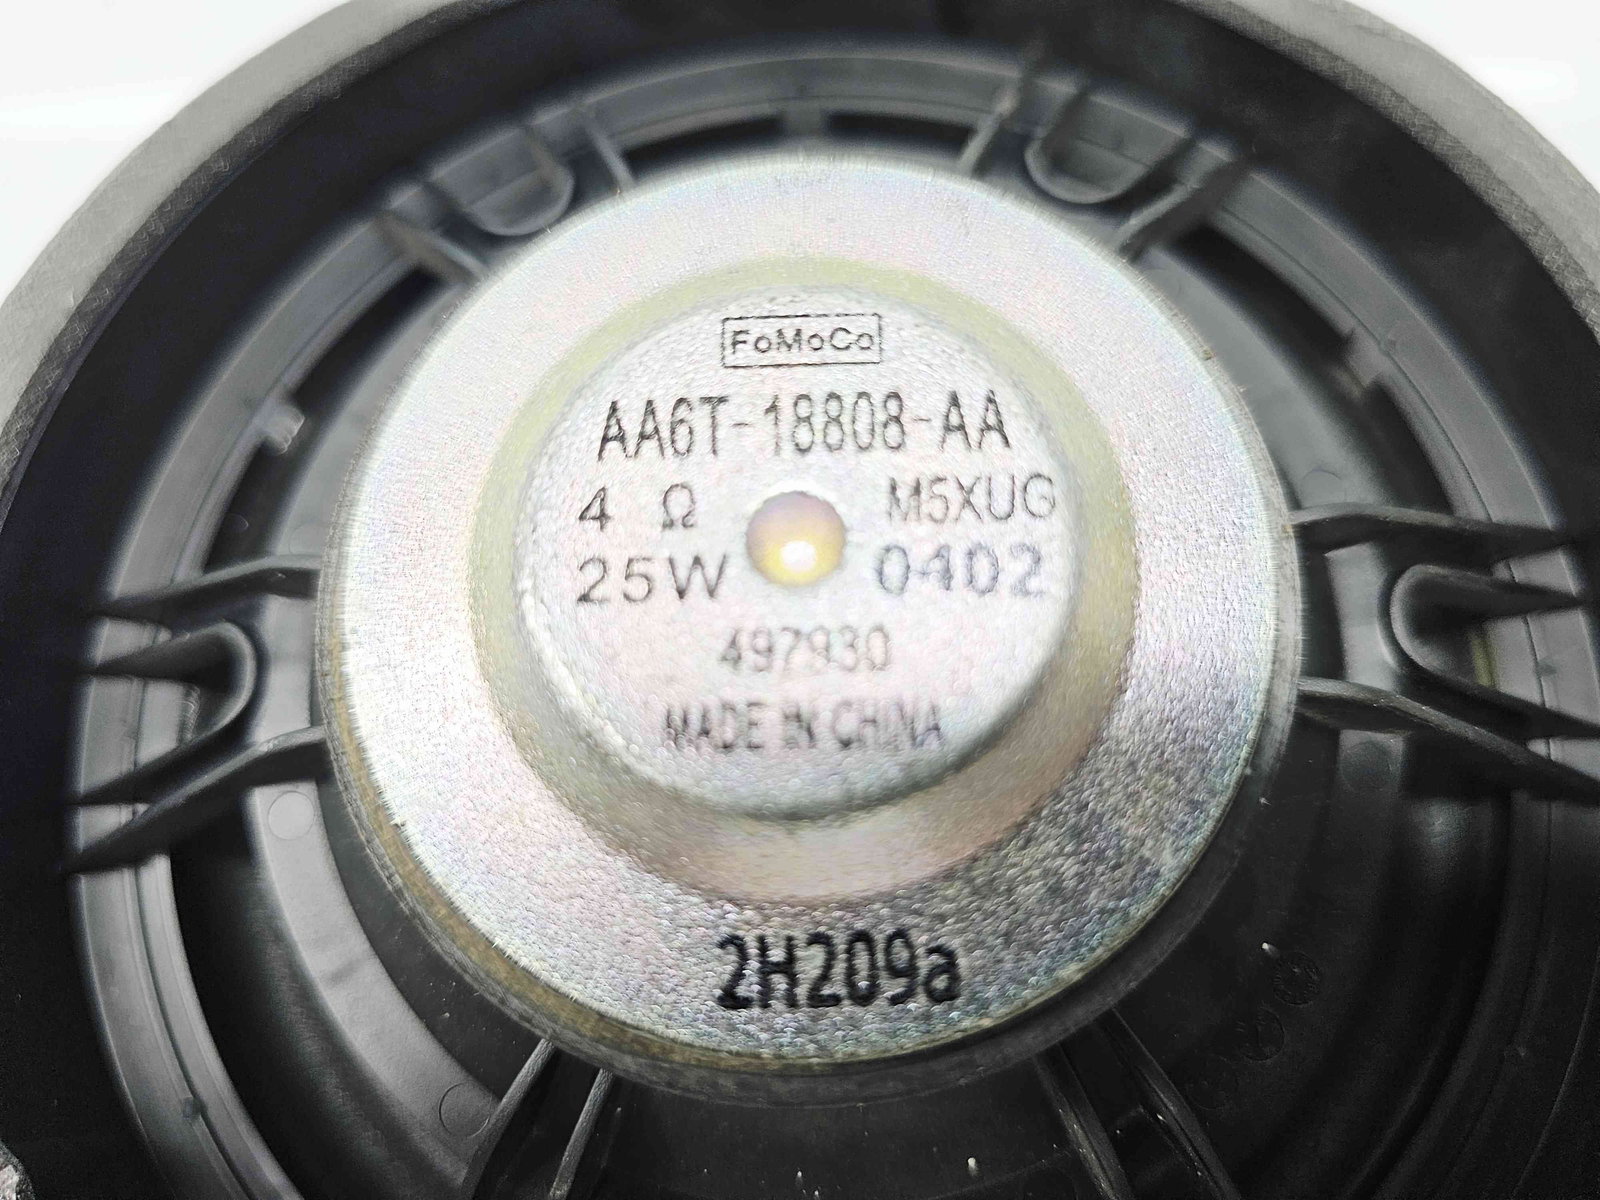 FoMoCo
AA6T-18808-AA
4 Ω M5XUG
25W 0402
497930
MADE IN CHINA
2H209a